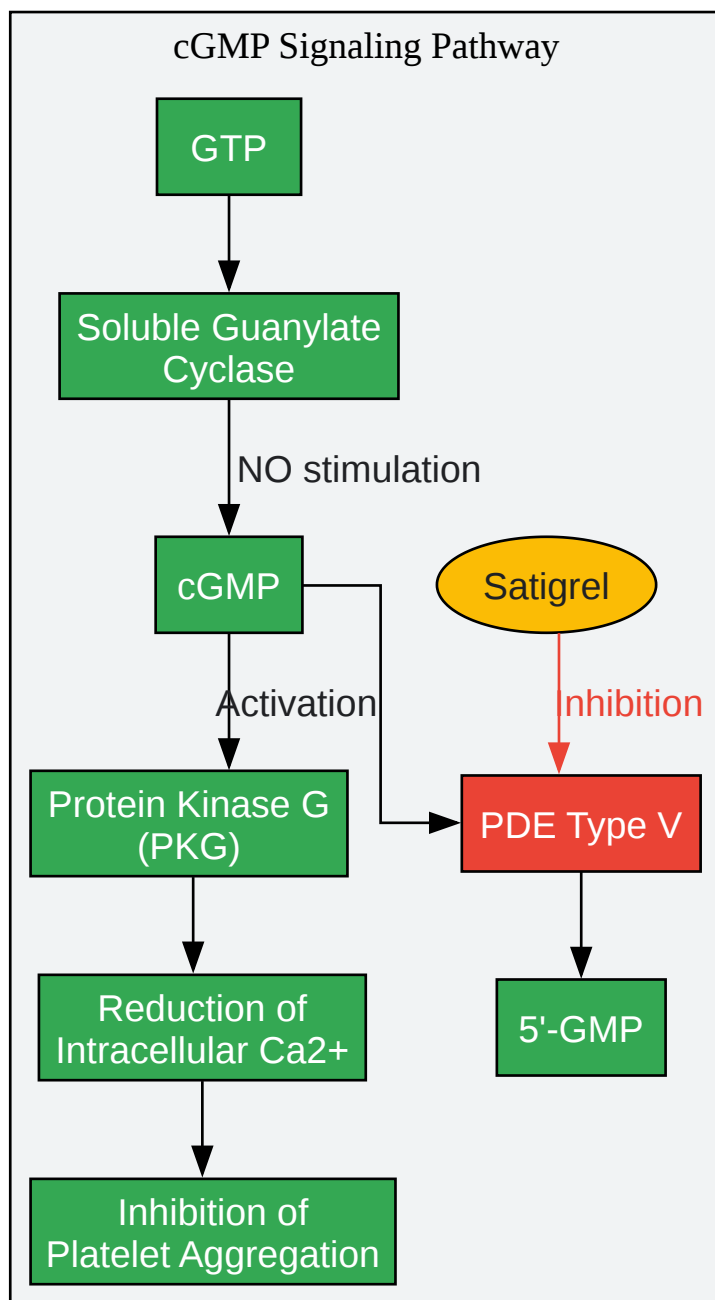 cGMP Signaling Pathway
GTP
Soluble Guanylate
Cyclase
NO stimulation
cGMP
Satigrel
Activation
Inhibition
Protein Kinase G
(PKG)
PDE Type V
Reduction of
Intracellular Ca2+
5'-GMP
Inhibition of
Platelet Aggregation